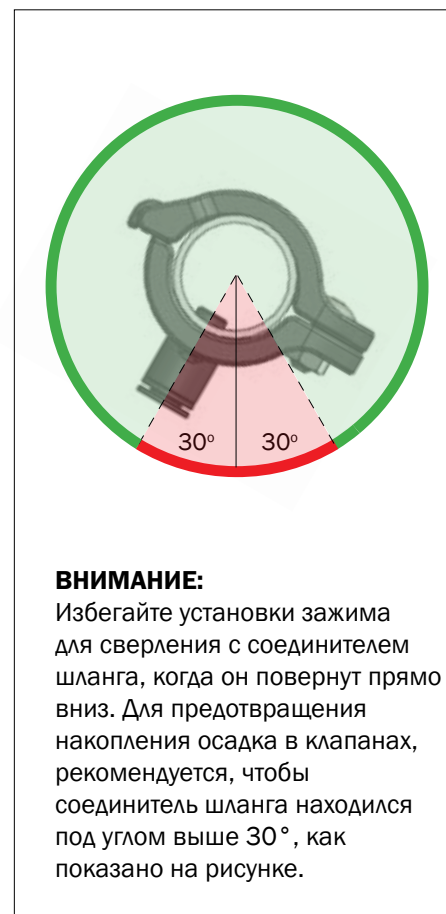 30° 30°
ВНИМАНИЕ:
Избегайте установки зажима
для сверления с соединителем
шланга, когда он повернут прямо
вниз. Для предотвращения
накопления осадка в клапанах,
рекомендуется, чтобы
соединитель шланга находился
под углом выше 30°, как
показано на рисунке.